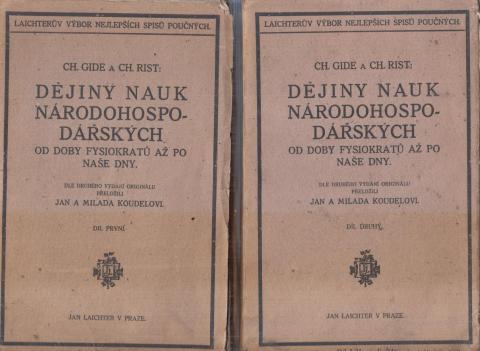 LAICHTERŮV VÝBOR NEJLEPŠÍCH SPISŮ POUČNÝCH.
CH. GIDE A CH. RIST:
DĚJINY NAUK
NÁRODOHOSPO-
DÁŘSKÝCH
OD DOBY FYSIOKRATŮ AŽ PO
NAŠE DNY.
DLE DRUHÉHO VYDÁNÍ ORIGINÁLU
PŘELOŽILI
JAN A MILADA KOUDELOVI.
DÍL PRVNÍ.
JAN LAICHTER V PRAZE.
LAICHTERŮV VÝBOR NEJLEPŠÍCH SPISŮ POUČNÝCH.
CH. GIDE A CH. RIST:
DĚJINY NAUK
NÁRODOHOSPO-
DÁŘSKÝCH
OD DOBY FYSIOKRATŮ AŽ PO
NAŠE DNY.
DLE DRUHÉHO VYDÁNÍ ORIGINÁLU
PŘELOŽILI
JAN A MILADA KOUDELOVI.
DÍL DRUHÝ.
JAN LAICHTER V PRAZE.